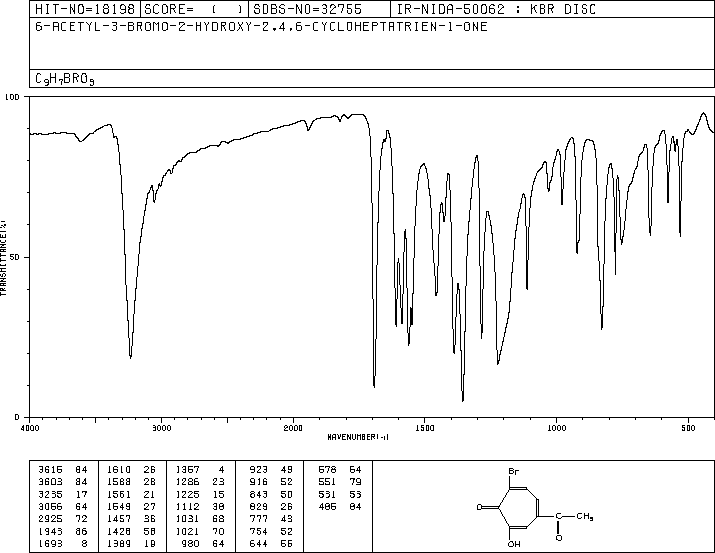 HIT-NO=18198 SCORE= ( ) SDBS-NO=32755 IR-NIDA-50062 : KBR DISC
6-ACETYL-3-BROMO-2-HYDROXY-2,4,6-CYCLOHEPTATRIEN-1-ONE
C9H7BRO3
100
50
0
TRANSMITTANCE(%)
4000 3000 2000 1500 1000 500
WAVENUMBER(-1)
3615 84 1610 26 1357 4 923 49 578 64
3603 84 1588 28 1286 23 916 52 551 79
3235 17 1561 21 1225 15 843 50 531 53
3056 64 1549 27 1112 38 829 26 486 84
2925 72 1457 36 1031 68 777 43
1943 86 1428 58 1021 70 754 52
1693 8 1389 19 980 64 644 55
Br
O
C—CH3
OH
O